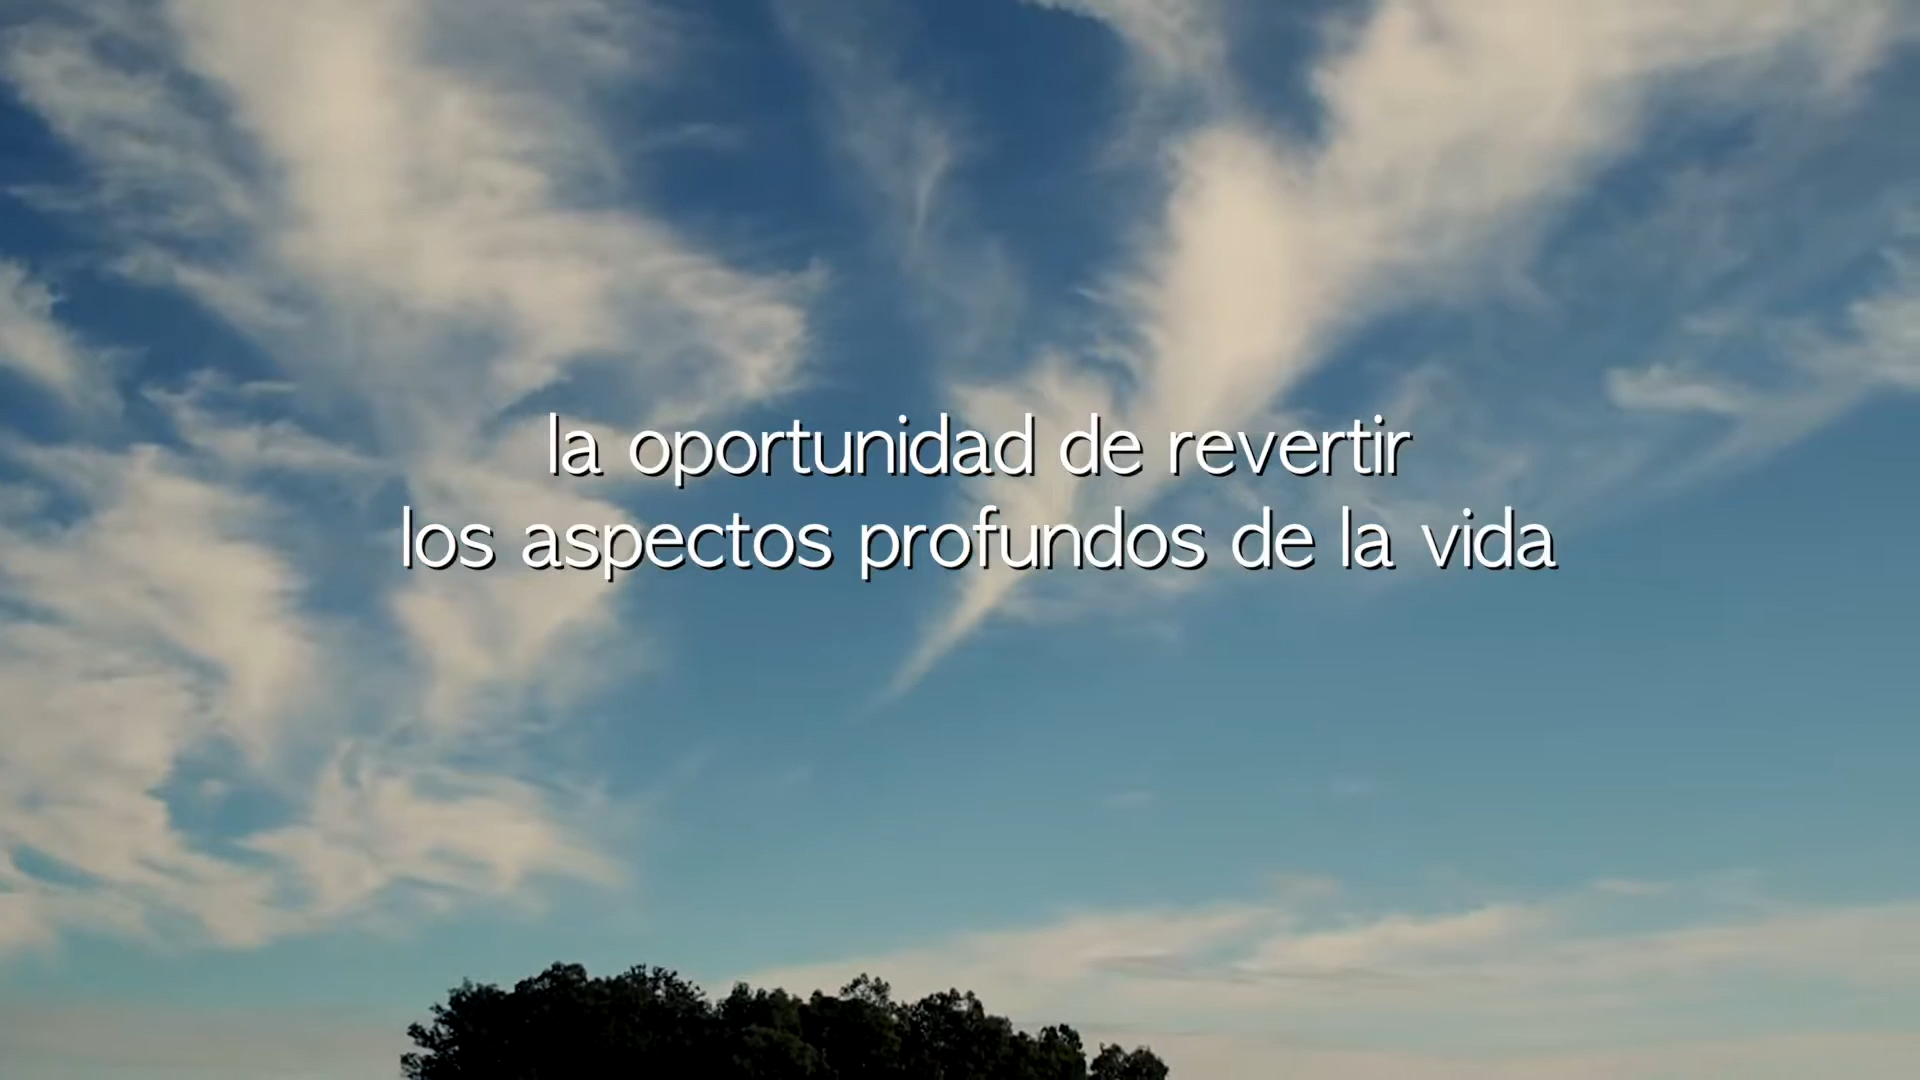 la oportunidad de revertir
los aspectos profundos de la vida